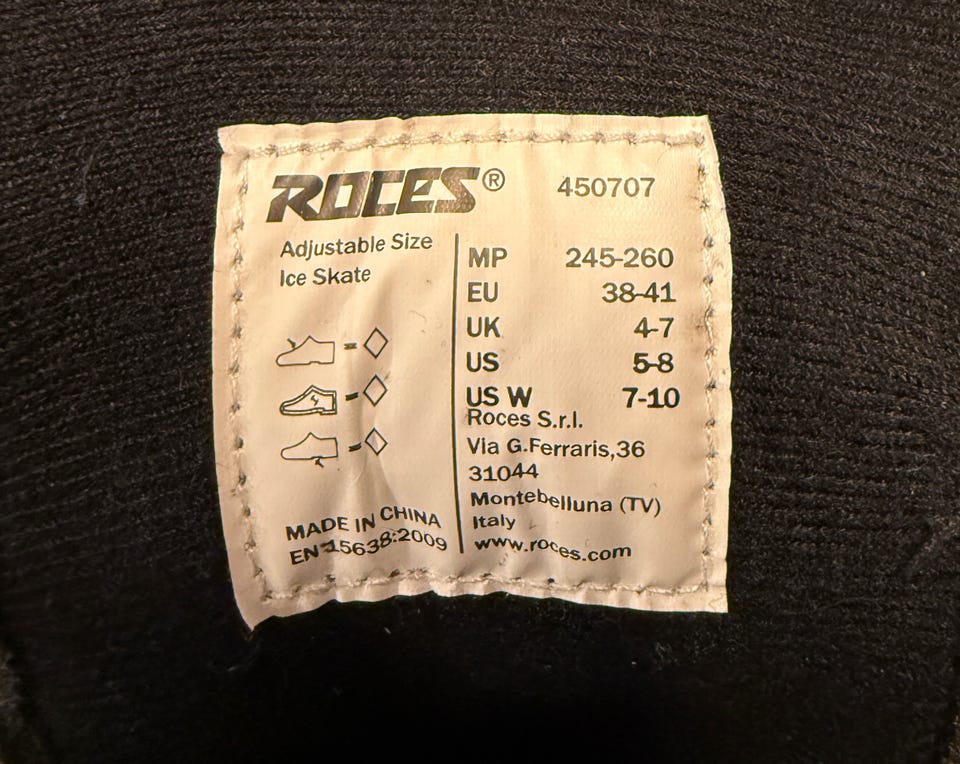 ROCES® 450707
Adjustable Size
Ice Skate
MADE IN CHINA
EN 15638:2009
MP 245-260
EU 38-41
UK 4-7
US 5-8
US W 7-10
Roces S.r.l.
Via G.Ferraris,36
31044
Montebelluna (TV)
Italy
www.roces.com